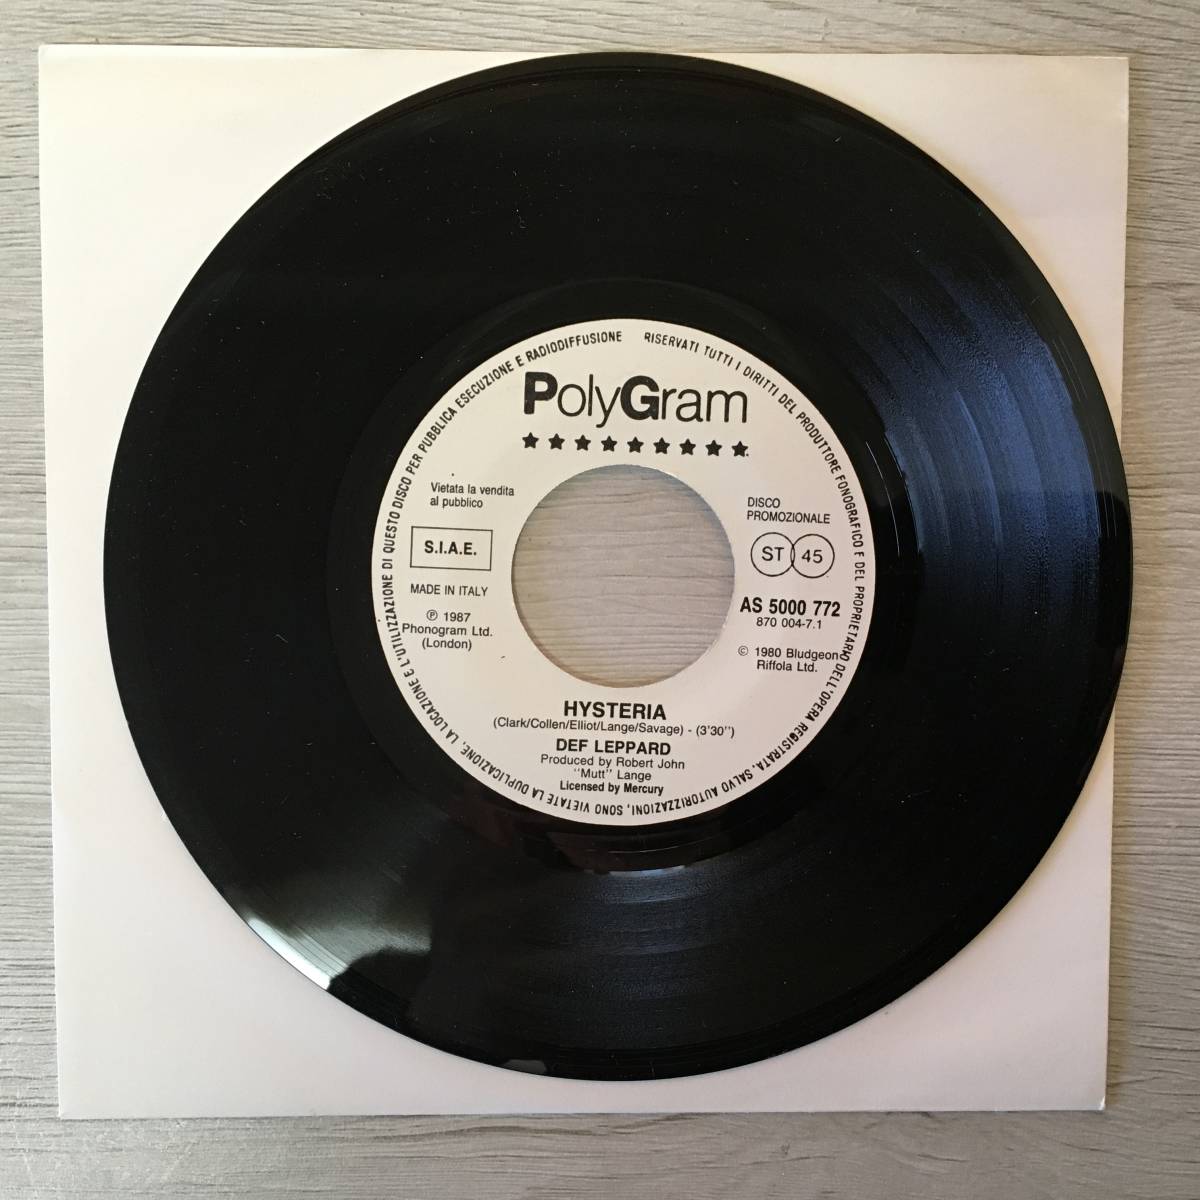 RISERVATI TUTTI I DIRITTI DEL PRODUTTORE FONOGRAFICO E DEL PROPRIETARIO DELL'OPERA REGISTRATA. SALVO AUTORIZZAZIONI, SONO VIETATE LA DUPLICAZIONE, LA LOCAZIONE E L'UTILIZZAZIONE DI QUESTO DISCO PER PUBBLICA ESECUZIONE E RADIODIFFUSIONE
PolyGram
★★★★★★★★★
Vietata la vendita
al pubblico
S.I.A.E.
MADE IN ITALY
℗ 1987
Phonogram Ltd.
(London)
DISCO
PROMOZIONALE
ST 45
AS 5000 772
870 004-7.1
© 1980 Bludgeon
Riffola Ltd.
HYSTERIA
(Clark/Collen/Elliot/Lange/Savage) - (3'30'')
DEF LEPPARD
Produced by Robert John
"Mutt" Lange
Licensed by Mercury